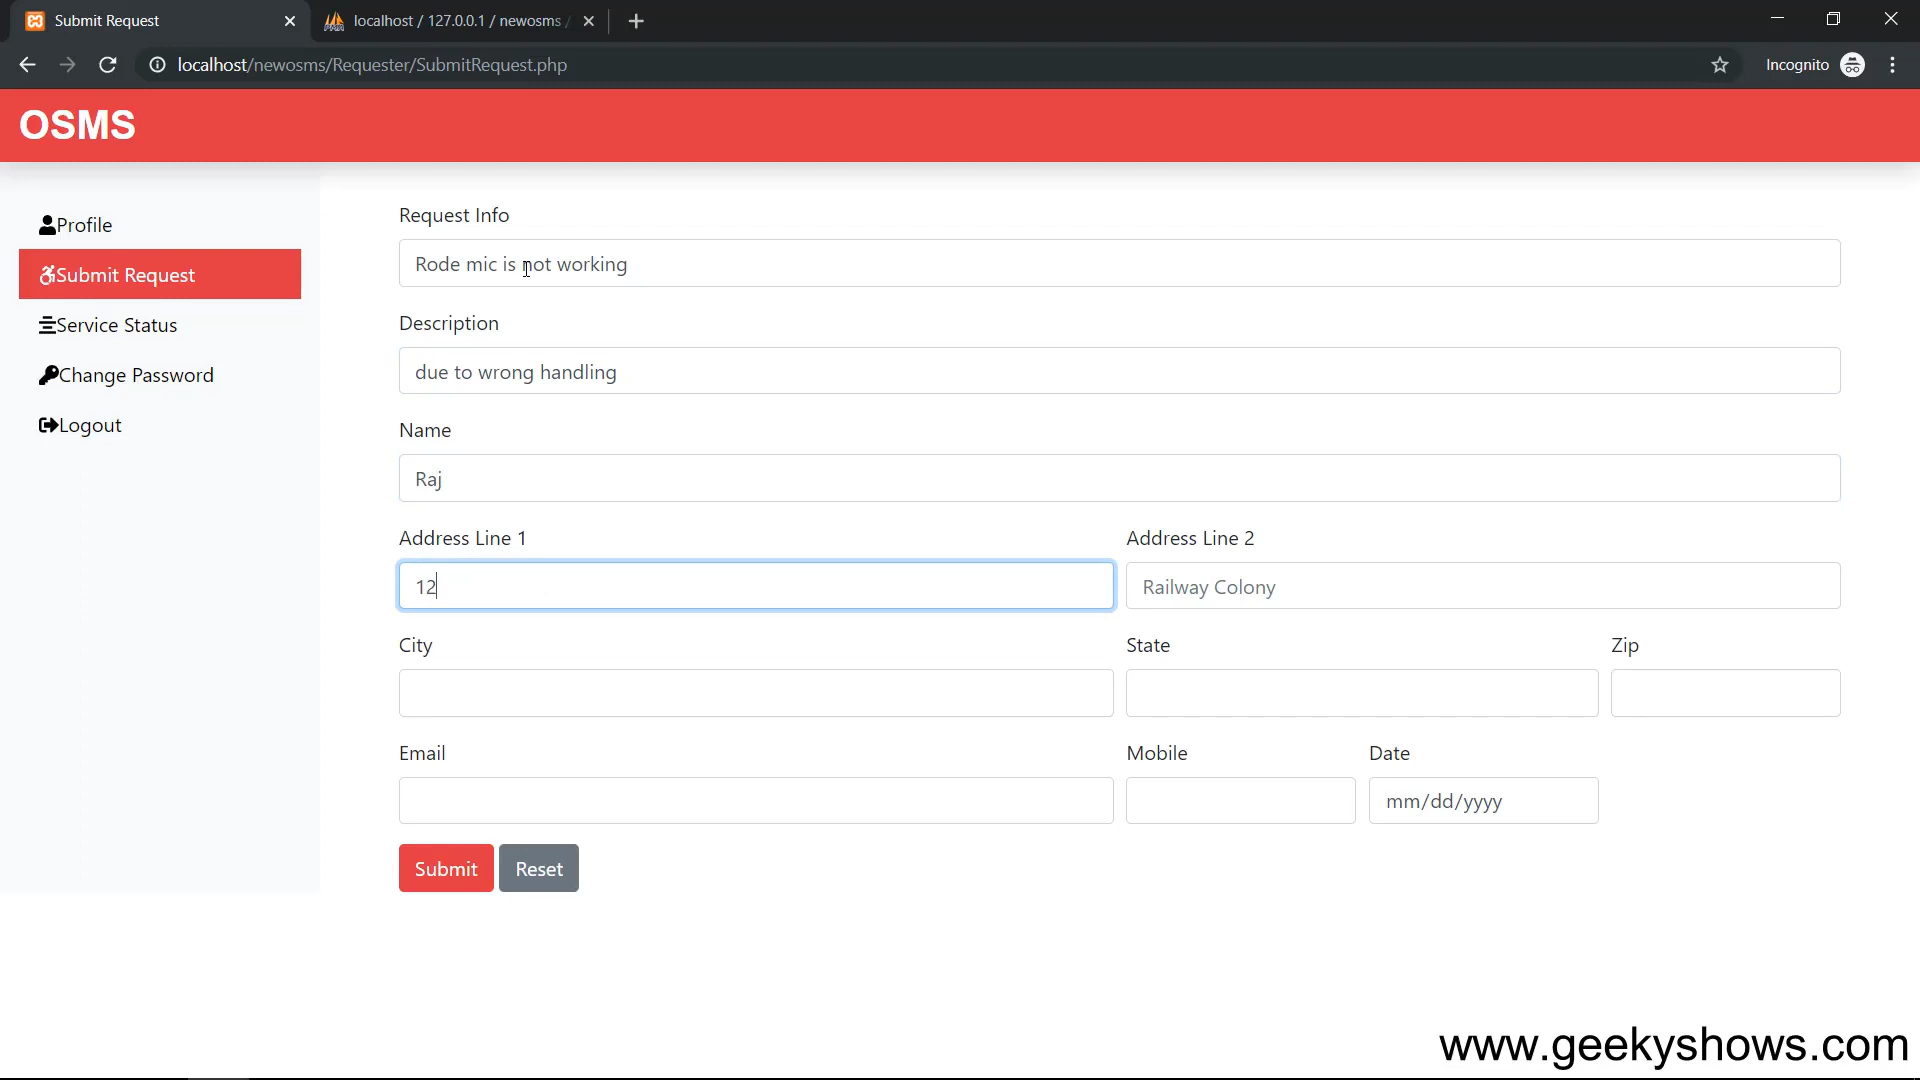 Submit Request
localhost / 127.0.0.1 / newosms /
localhost/newosms/Requester/SubmitRequest.php
Incognito
OSMS
Profile
Submit Request
Service Status
Change Password
Logout
Request Info
Rode mic is not working
Description
due to wrong handling
Name
Raj
Address Line 1
Address Line 2
12
Railway Colony
City
State
Zip
Email
Mobile
Date
mm/dd/yyyy
Submit
Reset
www.geekyshows.com